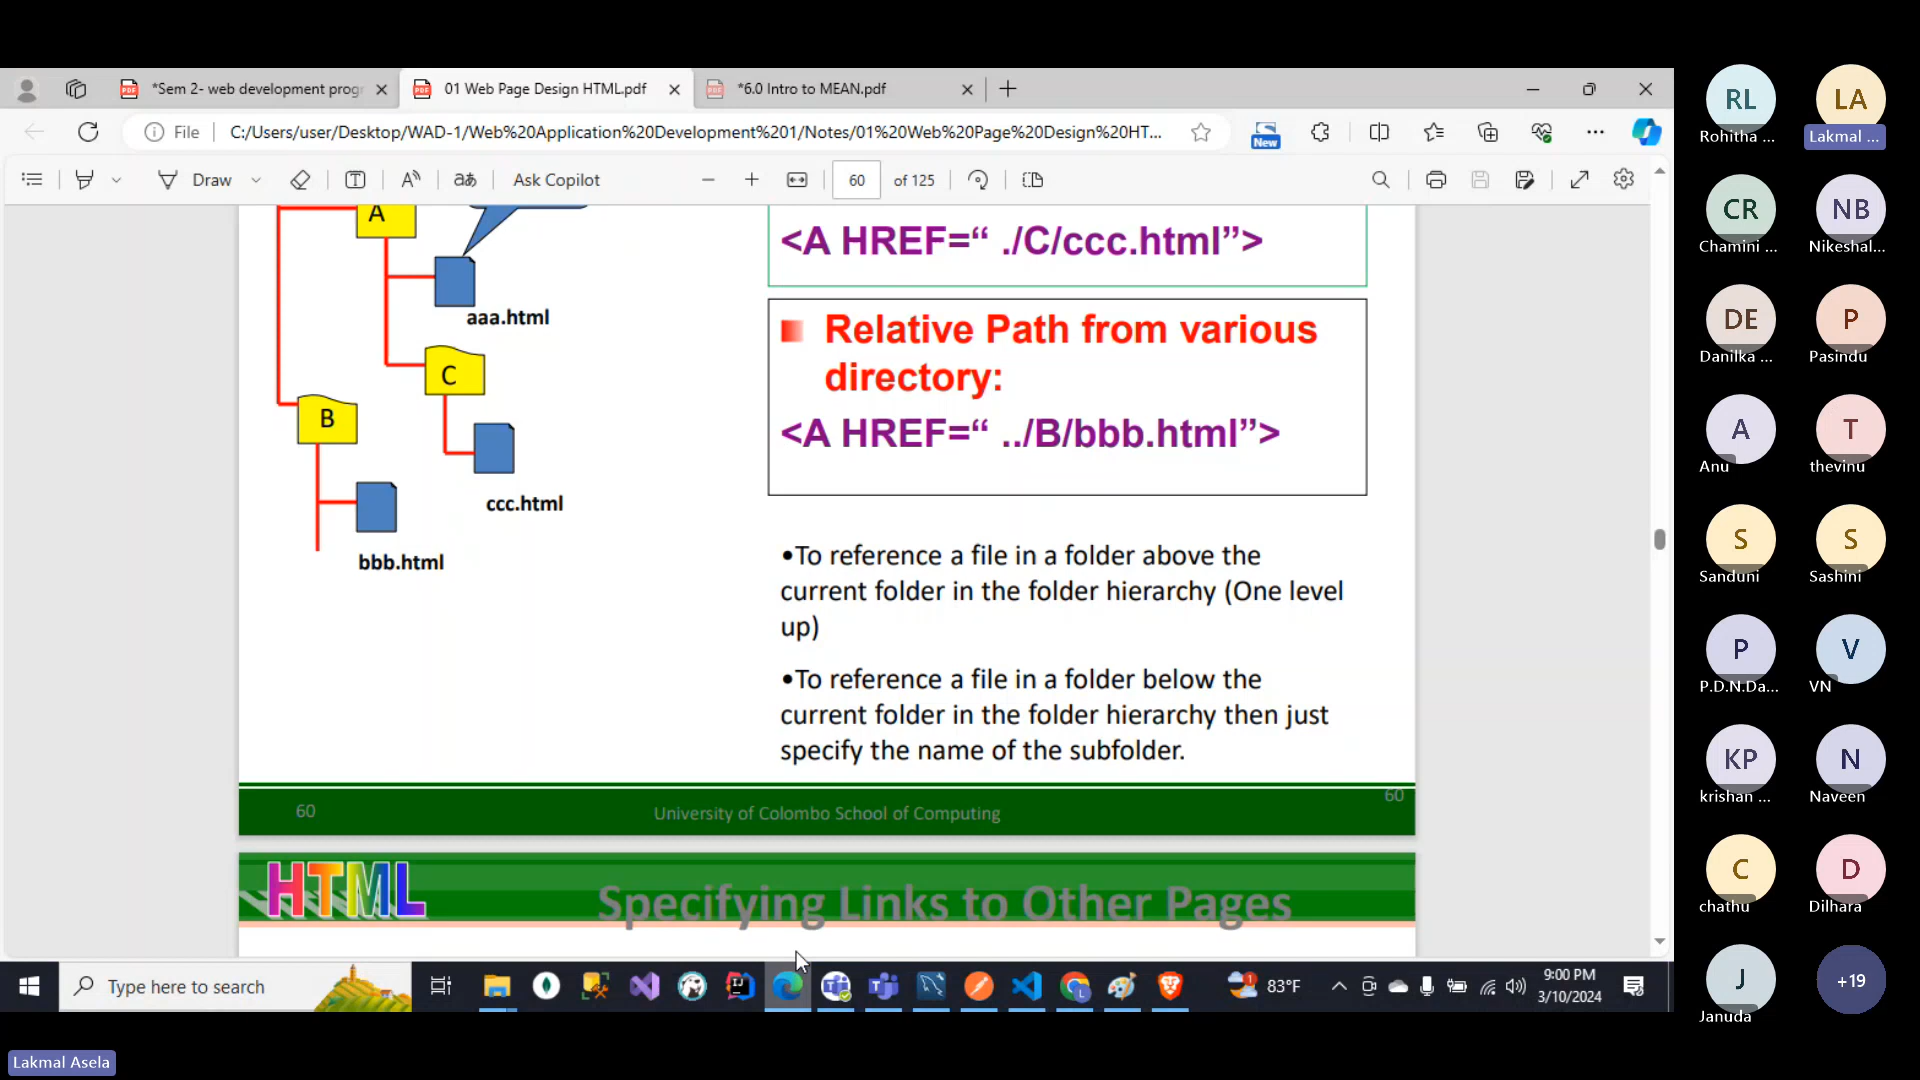 *Sem 2- web development prog
01 Web Page Design HTML.pdf
*6.0 Intro to MEAN.pdf
File
C:/Users/user/Desktop/WAD-1/Web%20Application%20Development%201/Notes/01%20Web%20Page%20Design%20HT...
New
Draw
Ask Copilot
60
of 125
A
aaa.html
C
B
ccc.html
bbb.html
<A HREF=“ ./C/ccc.html”>
Relative Path from various
directory:
<A HREF=“ ../B/bbb.html”>
•To reference a file in a folder above the
current folder in the folder hierarchy (One level
up)
•To reference a file in a folder below the
current folder in the folder hierarchy then just
specify the name of the subfolder.
60
University of Colombo School of Computing
60
HTML
Specifying Links to Other Pages
Type here to search
83°F
9:00 PM
3/10/2024
Lakmal Asela
RL
Rohitha ...
LA
Lakmal ...
CR
Chamini ...
NB
Nikeshal...
DE
Danilka ...
P
Pasindu
A
Anu
T
thevinu
S
Sanduni
S
Sashini
P
P.D.N.Da...
V
VN
KP
krishan ...
N
Naveen
C
chathu
D
Dilhara
J
Januda
+19